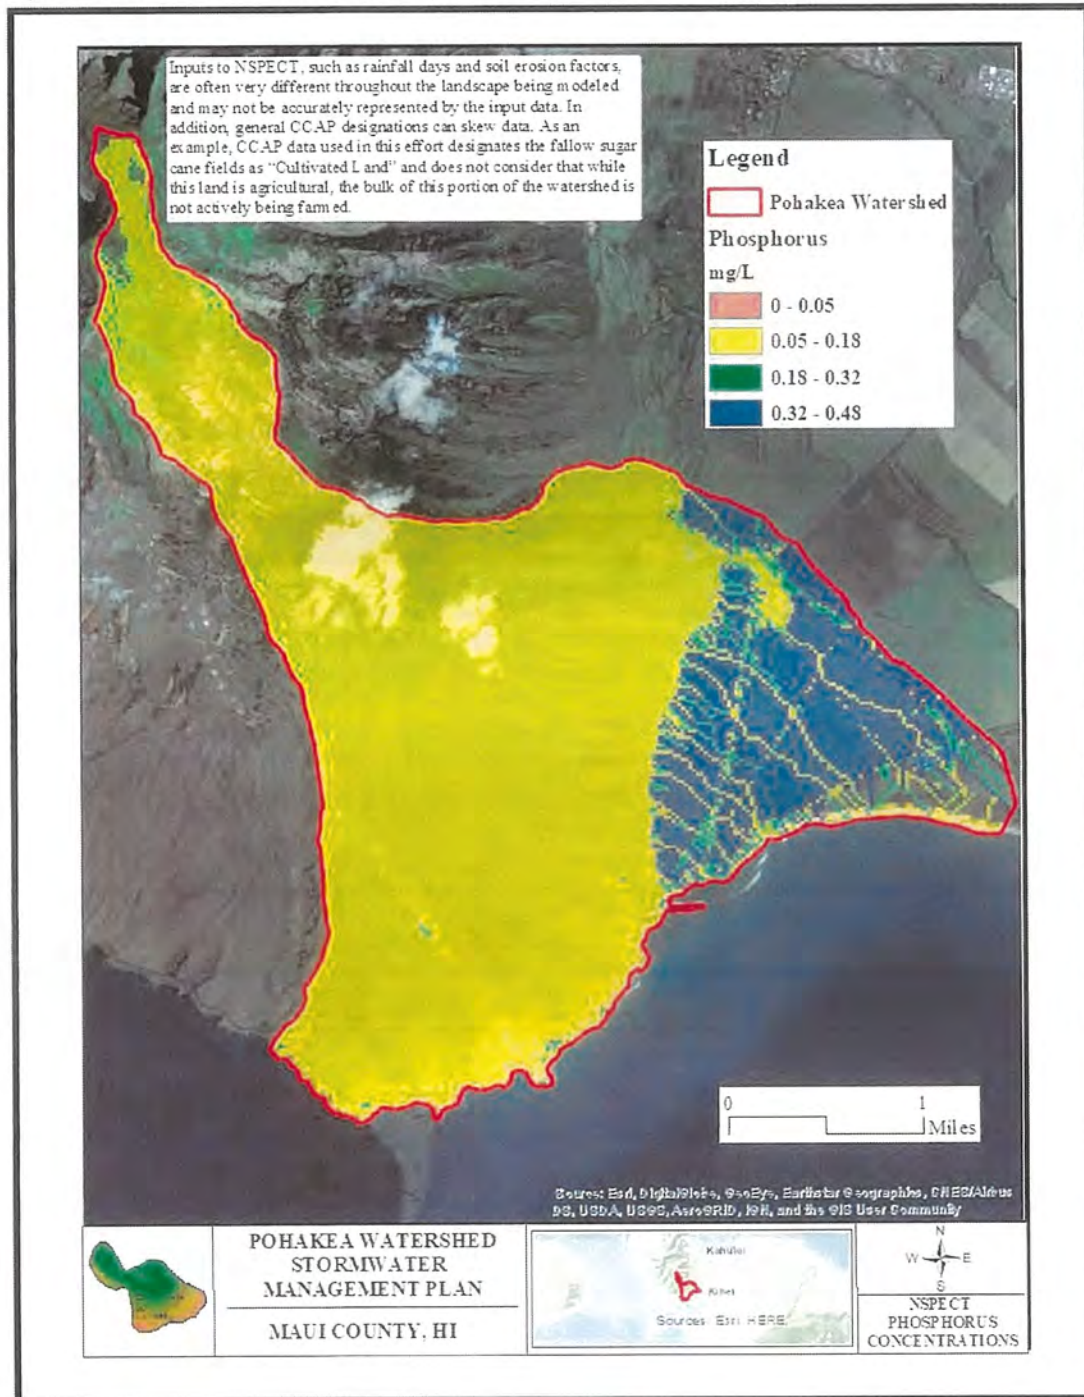 Inputs to NSPECT, such as rainfall days and soil erosion factors,
are often very different throughout the landscape being modeled
and may not be accurately represented by the input data. In
addition, general CCAP designations can skew data. As an
example, CCAP data used in this effort designates the fallow sugar
cane fields as "Cultivated Land" and does not consider that while
this land is agricultural, the bulk of this portion of the watershed is
not actively being farmed.
Legend
Pohakea Watershed
Phosphorus
mg/L
0 - 0.05
0.05 - 0.18
0.18 - 0.32
0.32 - 0.48
0 1
Miles
Source: Esri, DigitalGlobe, GeoEye, Earthstar Geographics, CNES/Airbus
DS, USDA, USGS, AeroGRID, IGN, and the GIS User Community
POHAKEA WATERSHED
STORMWATER
MANAGEMENT PLAN
MAUI COUNTY, HI
Kahului
Kihei
Sources: Esri, HERE,
N
W E
S
NSPECT
PHOSPHORUS
CONCENTRATIONS